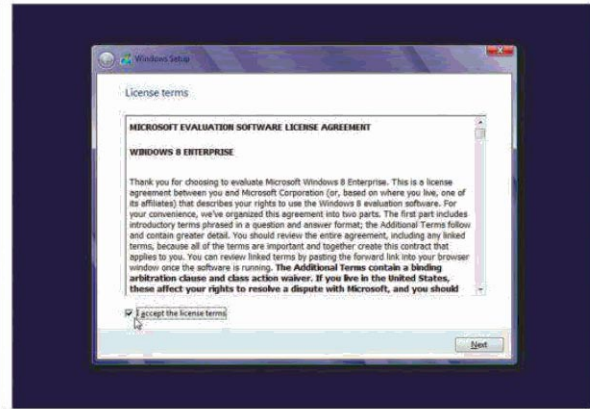 Windows Setup
License terms
MICROSOFT EVALUATION SOFTWARE LICENSE AGREEMENT
WINDOWS 8 ENTERPRISE
Thank you for choosing to evaluate Microsoft Windows 8 Enterprise. This is a license
agreement between you and Microsoft Corporation (or, based on where you live, one of
its affiliates) that describes your rights to use the Windows 8 evaluation software. For
your convenience, we've organized this agreement into two parts. The first part includes
introductory terms phrased in a question and answer format; the Additional Terms follow
and contain greater detail. You should review the entire agreement, including any linked
terms, because all of the terms are important and together create this contract that
applies to you. You can review linked terms by pasting the forward link into your browser
window once the software is running. The Additional Terms contain a binding
arbitration clause and class action waiver. If you live in the United States,
these affect your rights to resolve a dispute with Microsoft, and you should
I accept the license terms
Next